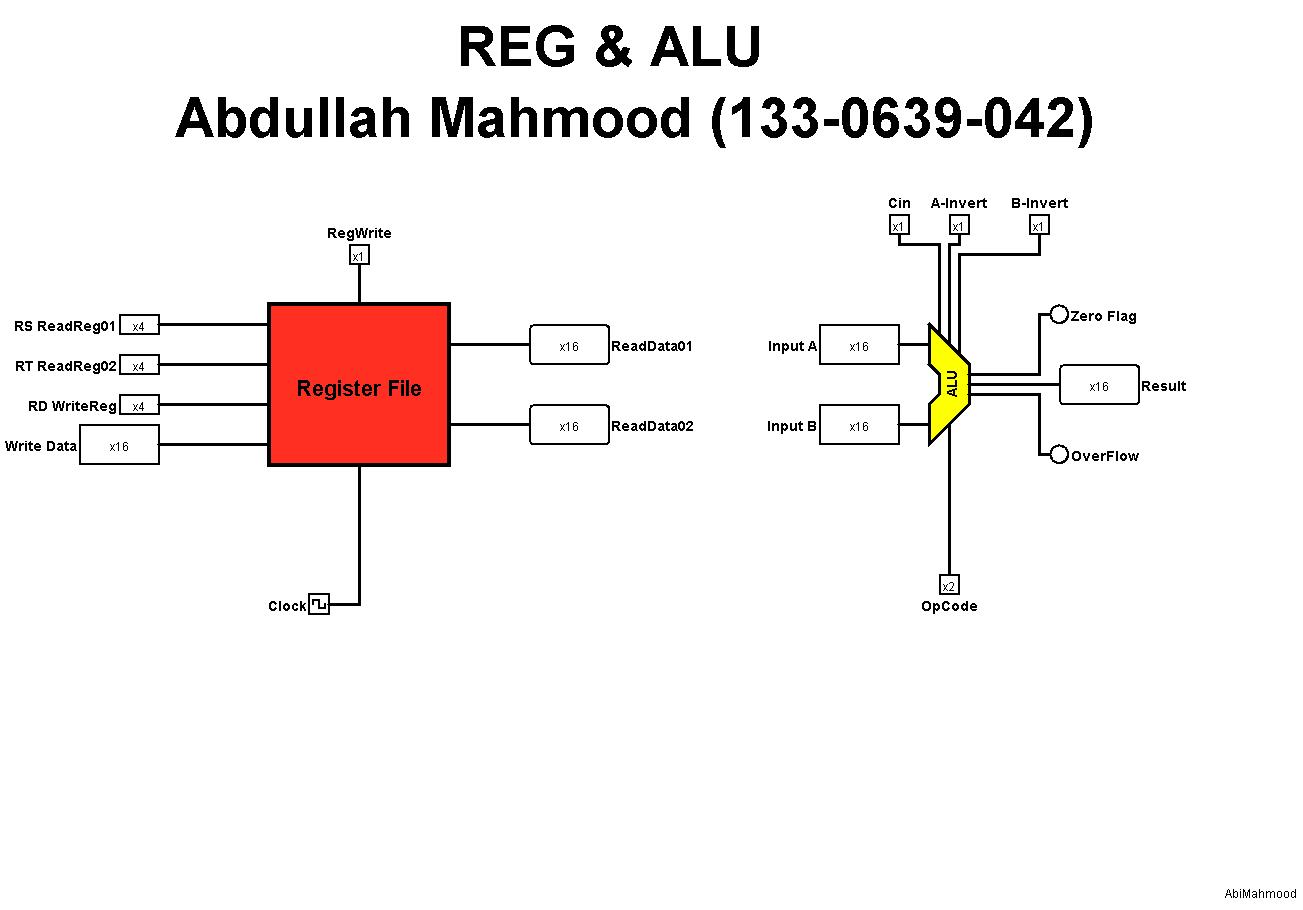 REG & ALU
Abdullah Mahmood (133-0639-042)
Cin A-Invert B-Invert
x1 x1 x1
RegWrite
x1
RS ReadReg01 x4
RT ReadReg02 x4
RD WriteReg x4
Write Data x16
Register File
x16 ReadData01
x16 ReadData02
Clock
Input A x16
Input B x16
ALU
Zero Flag
x16 Result
OverFlow
x2
OpCode
AbiMahmood